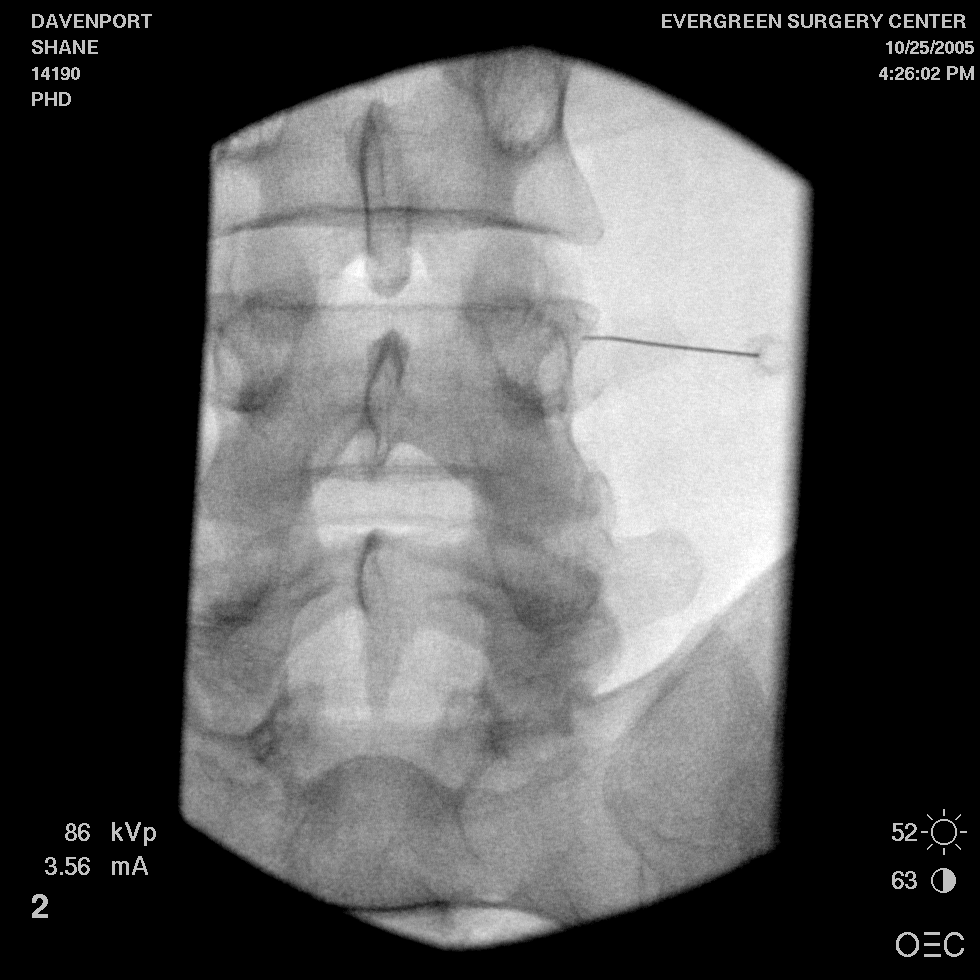 DAVENPORT
SHANE
14190
PHD
EVERGREEN SURGERY CENTER
10/25/2005
4:26:02 PM
86 kVp
3.56 mA
2
52
63
OEC